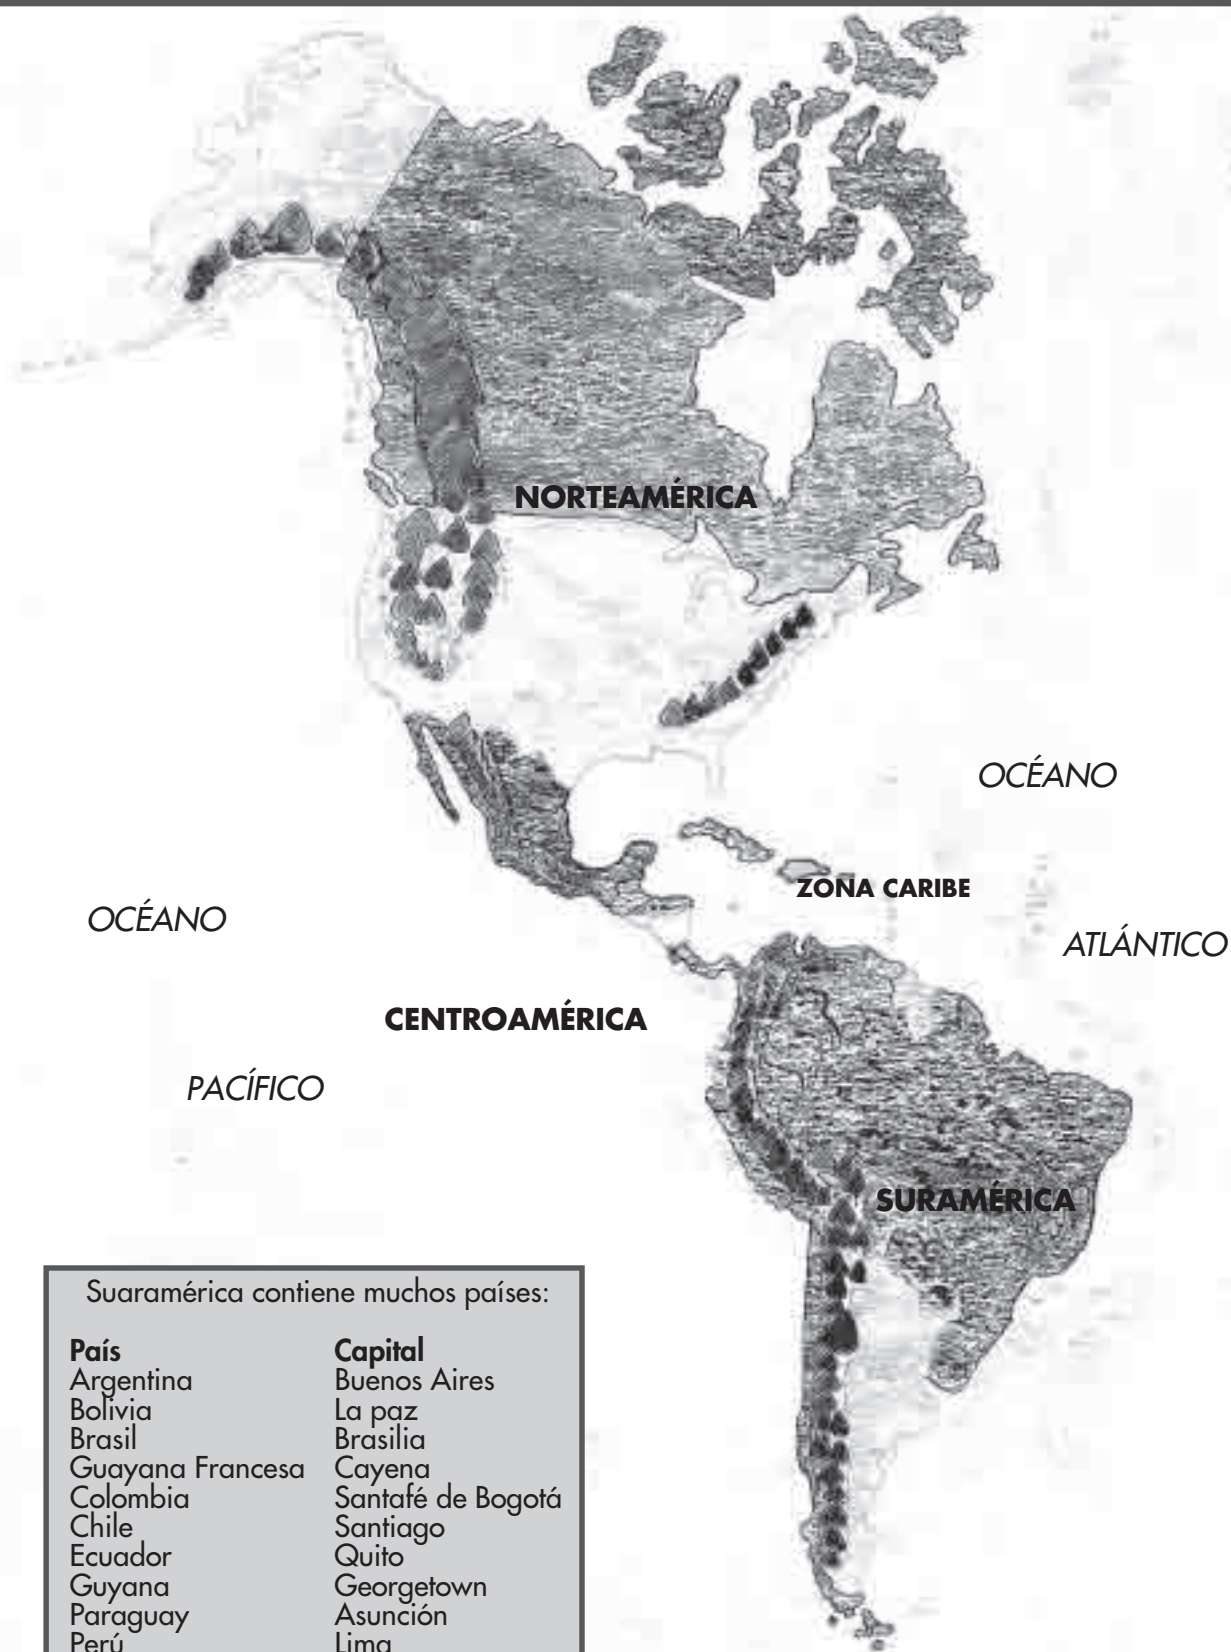 NORTEAMÉRICA
OCÉANO
ZONA CARIBE
OCÉANO
ATLÁNTICO
CENTROAMÉRICA
PACÍFICO
SURAMÉRICA
Suaramérica contiene muchos países:
País Capital
Argentina Buenos Aires
Bolivia La paz
Brasil Brasilia
Guayana Francesa Cayena
Colombia Santafé de Bogotá
Chile Santiago
Ecuador Quito
Guyana Georgetown
Paraguay Asunción
Perú Lima